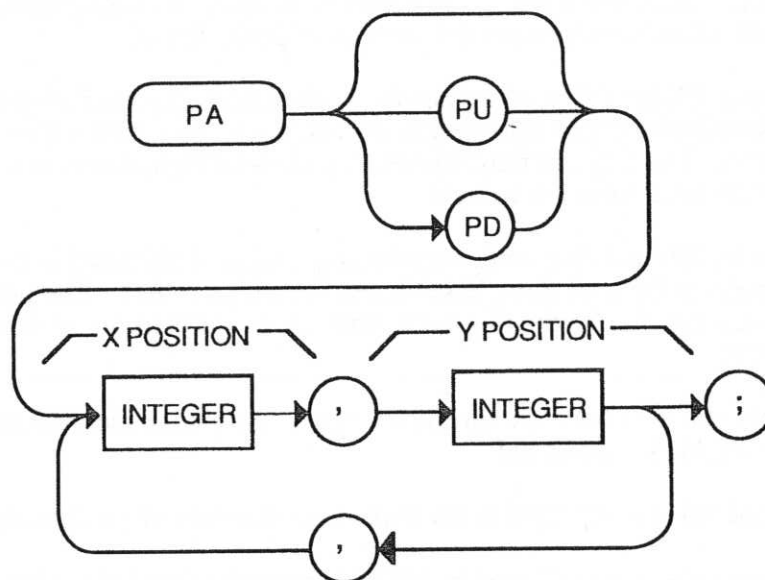 PA
PU
PD
X POSITION
Y POSITION
INTEGER
,
INTEGER
;
,